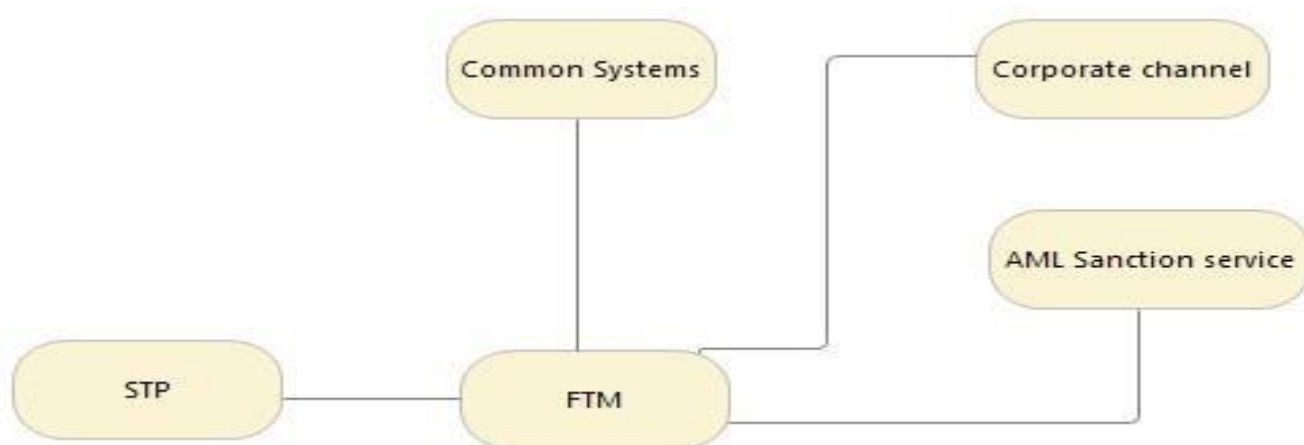 Common Systems
Corporate channel
AML Sanction service
STP
FTM